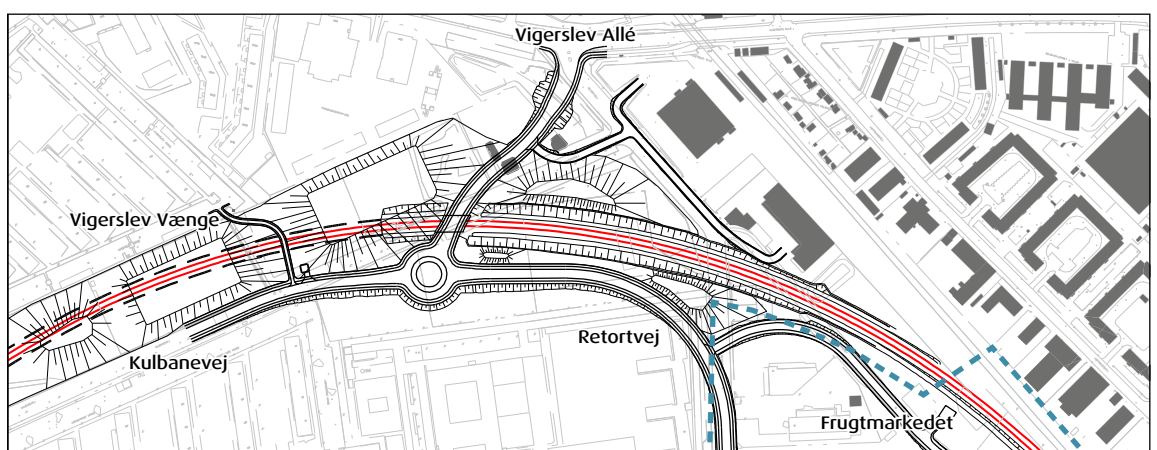 Vigerslev Allé
Vigerslev Vænge
Kulbanevej
Retortvej
Frugtmarkedet